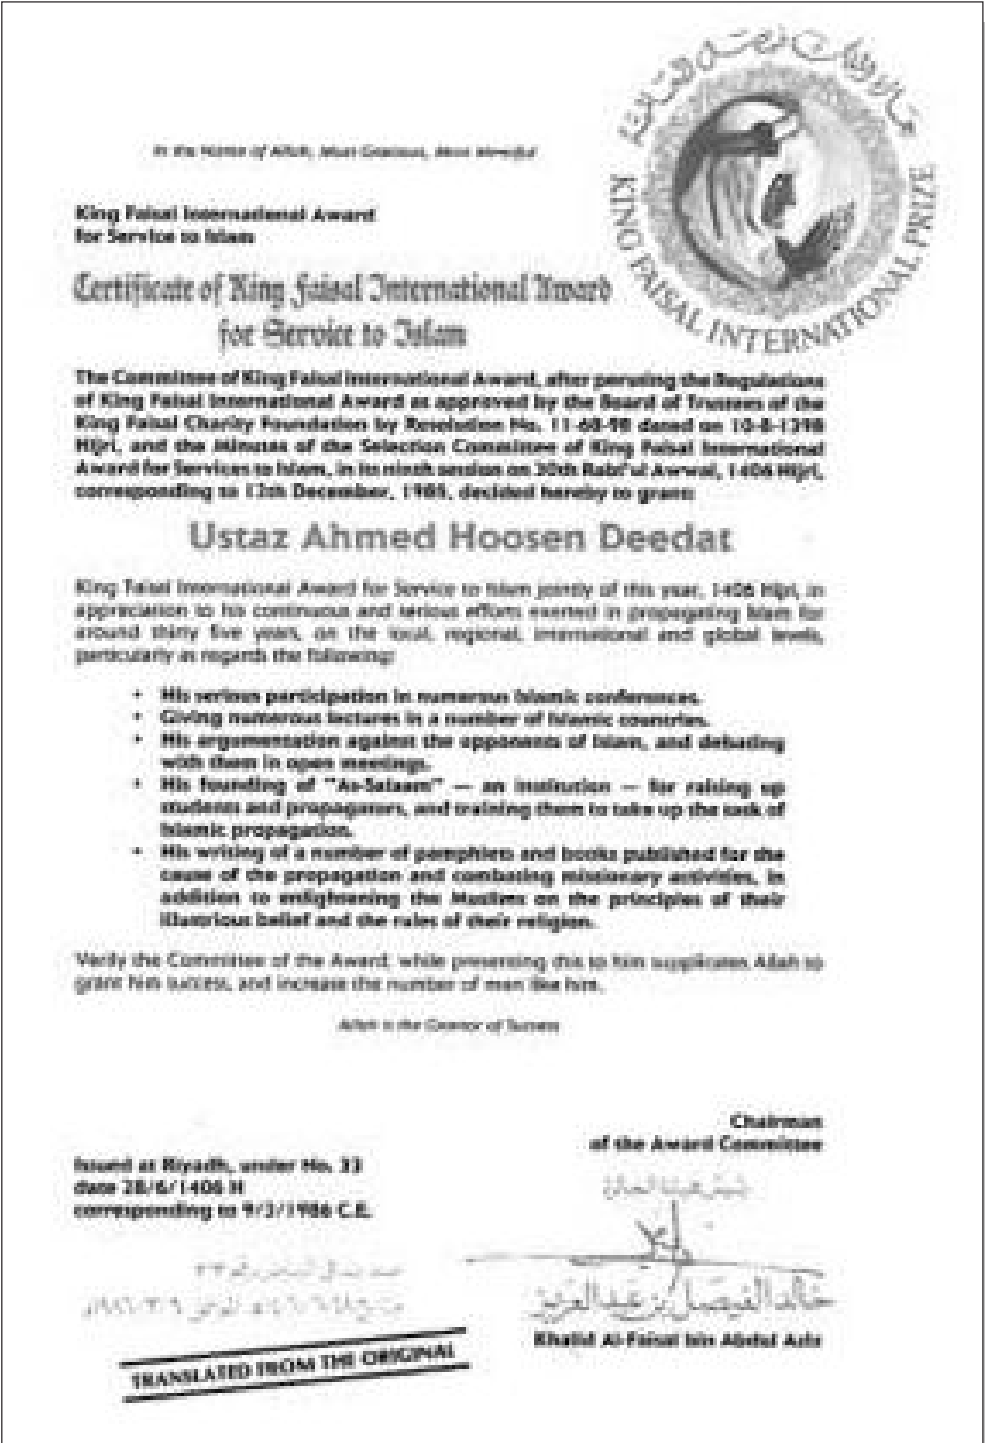 In the Name of Allah, Most Gracious, Most Merciful
KING FAISAL INTERNATIONAL PRIZE
King Faisal International Award
for Service to Islam
Certificate of King Faisal International Award
for Service to Islam
The Committee of King Faisal International Award, after perusing the Regulations
of King Faisal International Award as approved by the Board of Trustees of the
King Faisal Charity Foundation by Resolution No. 11-68-98 dated on 10-8-1398
Hijri, and the Minutes of the Selection Committee of King Faisal International
Award for Services to Islam, in its ninth session on 30th Rabi'ul Awwal, 1406 Hijri,
corresponding to 12th December, 1985, decided hereby to grant:
Ustaz Ahmed Hoosen Deedat
King Faisal International Award for Service to Islam jointly of this year, 1406 Hijri, in
appreciation to his continuous and serious efforts exerted in propagating Islam for
around thirty five years, on the local, regional, international and global levels,
particularly as regards the following:
• His serious participation in numerous Islamic conferences.
• Giving numerous lectures in a number of Islamic countries.
• His argumentation against the opponents of Islam, and debating
with them in open meetings.
• His founding of "As-Salaam" — an institution — for raising up
students and propagators, and training them to take up the task of
Islamic propagation.
• His writing of a number of pamphlets and books published for the
cause of the propagation and combating missionary activities, in
addition to enlightening the Muslims on the principles of their
illustrious belief and the rules of their religion.
Verily the Committee of the Award, while presenting this to him supplicates Allah to
grant him success, and increase the number of men like him.
Allah is the Director of Success
Chairman
of the Award Committee
Issued at Riyadh, under No. 33
date 28/6/1406 H
corresponding to 9/3/1986 C.E.
خالد الفيصل بن عبد العزيز
Khalid Al-Faisal bin Abdul Aziz
TRANSLATED FROM THE ORIGINAL